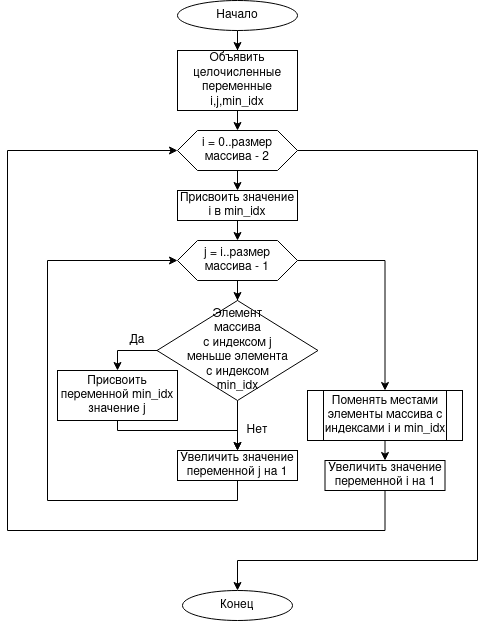 Начало
Объявить
целочисленные
переменные
i,j,min_idx
i = 0..размер
массива - 2
Присвоить значение
i в min_idx
j = i..размер
массива - 1
Элемент
массива
с индексом j
меньше элемента
с индексом
min_idx
Да
Присвоить
переменной min_idx
значение j
Нет
Увеличить значение
переменной j на 1
Поменять местами
элементы массива с
индексами i и min_idx
Увеличить значение
переменной i на 1
Конец